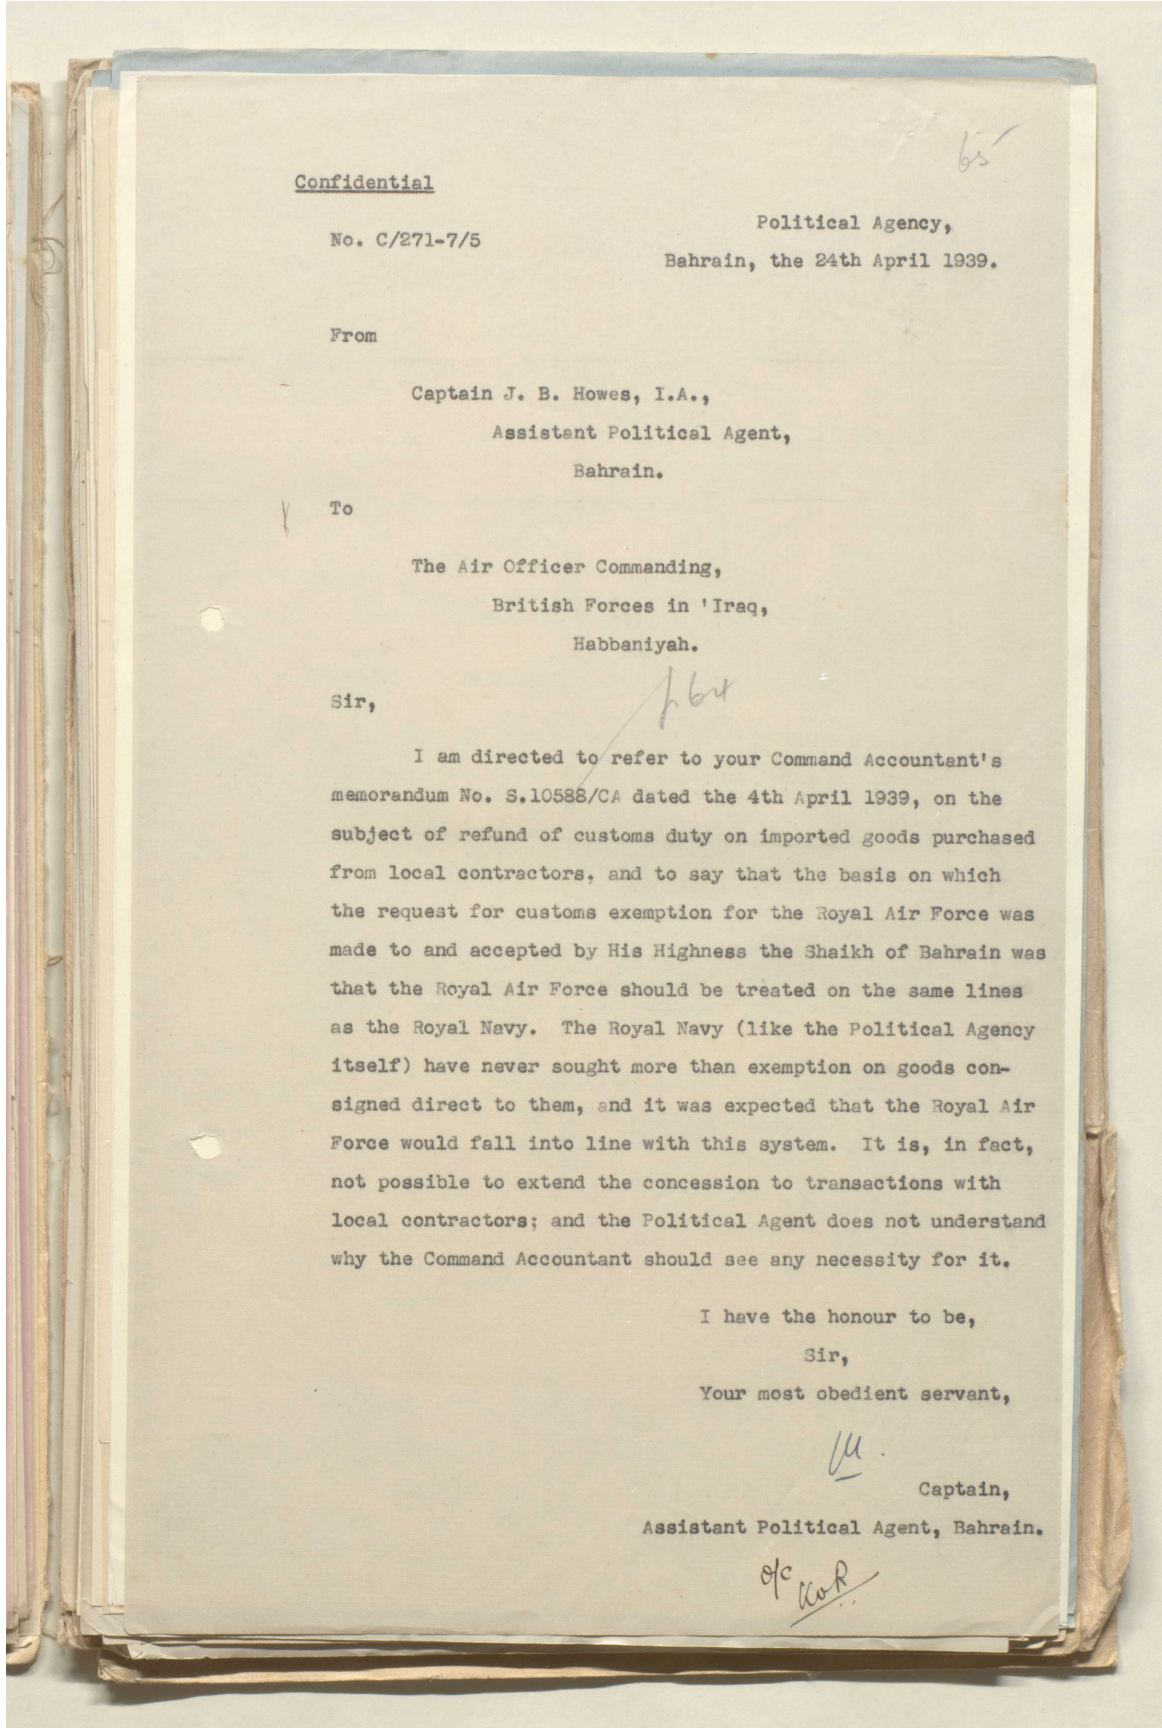 65
Confidential
Political Agency,
No. C/271-7/5
Bahrain, the 24th April 1939.
From
Captain J. B. Howes, I.A.,
Assistant Political Agent,
Bahrain.
To
The Air Officer Commanding,
British Forces in 'Iraq,
Habbaniyah.
p.64
Sir,
I am directed to refer to your Command Accountant's
memorandum No. S.10588/CA dated the 4th April 1939, on the
subject of refund of customs duty on imported goods purchased
from local contractors, and to say that the basis on which
the request for customs exemption for the Royal Air Force was
made to and accepted by His Highness the Shaikh of Bahrain was
that the Royal Air Force should be treated on the same lines
as the Royal Navy. The Royal Navy (like the Political Agency
itself) have never sought more than exemption on goods con-
signed direct to them, and it was expected that the Royal Air
Force would fall into line with this system. It is, in fact,
not possible to extend the concession to transactions with
local contractors; and the Political Agent does not understand
why the Command Accountant should see any necessity for it.
I have the honour to be,
Sir,
Your most obedient servant,
Captain,
Assistant Political Agent, Bahrain.
o/c